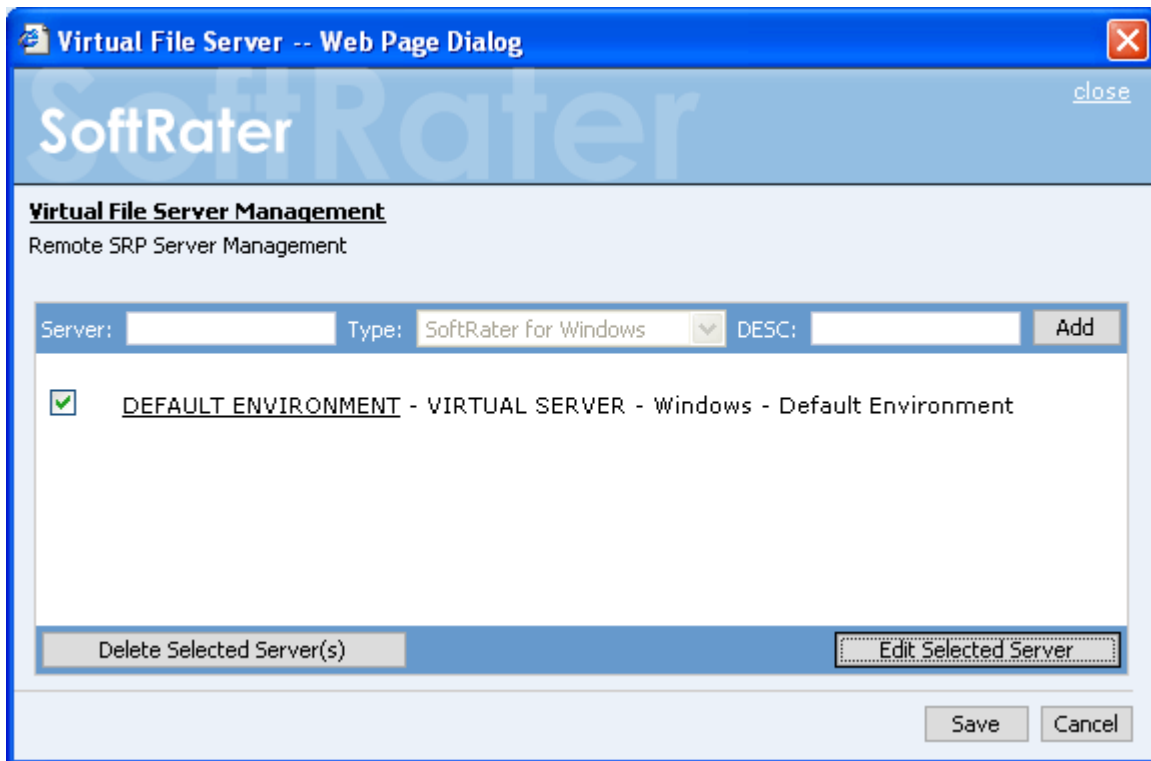 Virtual File Server -- Web Page Dialog
SoftRater
close
SoftRater
Virtual File Server Management
Remote SRP Server Management
Server: Type: SoftRater for Windows DESC: Add
DEFAULT ENVIRONMENT - VIRTUAL SERVER - Windows - Default Environment
Delete Selected Server(s) Edit Selected Server
Save Cancel